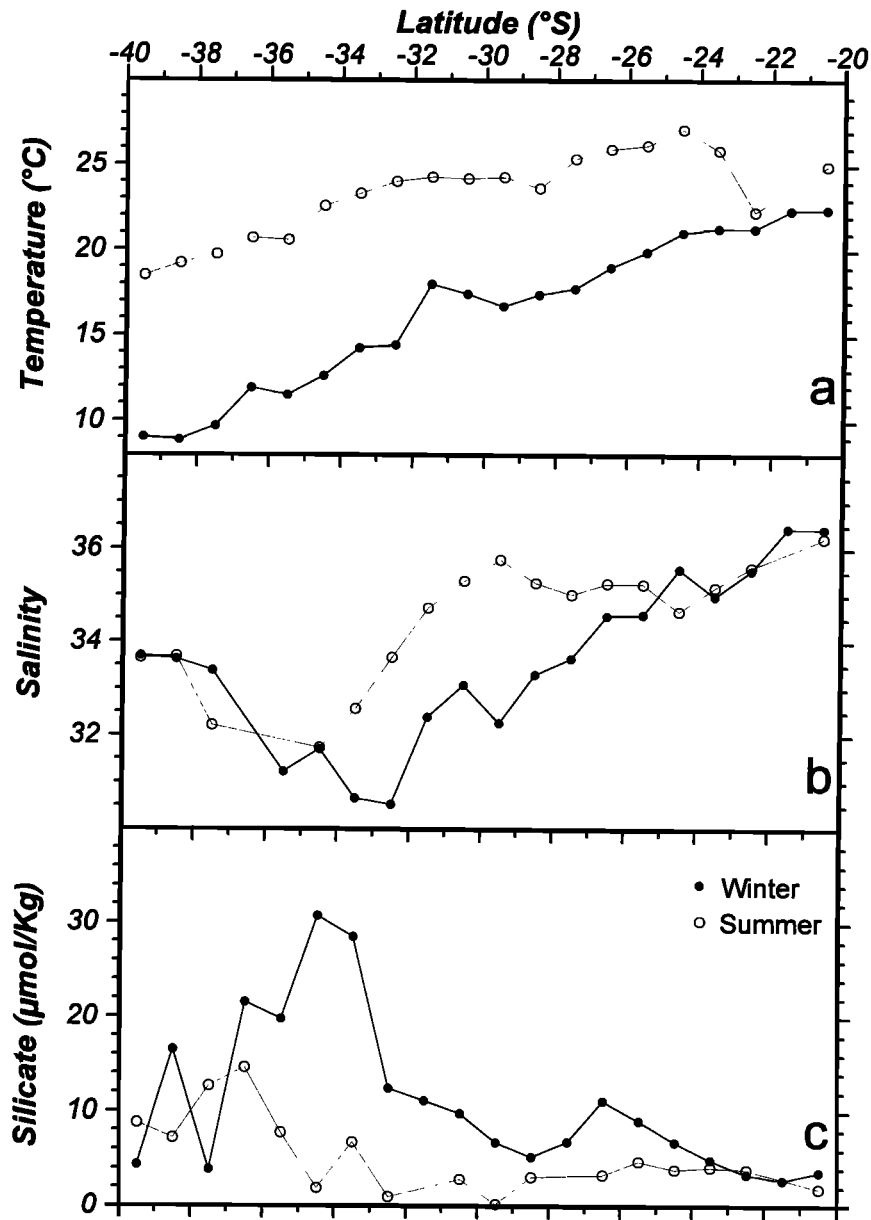 Latitude (°S)
-40 -38 -36 -34 -32 -30 -28 -26 -24 -22 -20
Temperature (°C)
25
20
15
10
a
Salinity
36
34
32
b
Silicate (µmol/Kg)
30
20
10
0
Winter
Summer
c